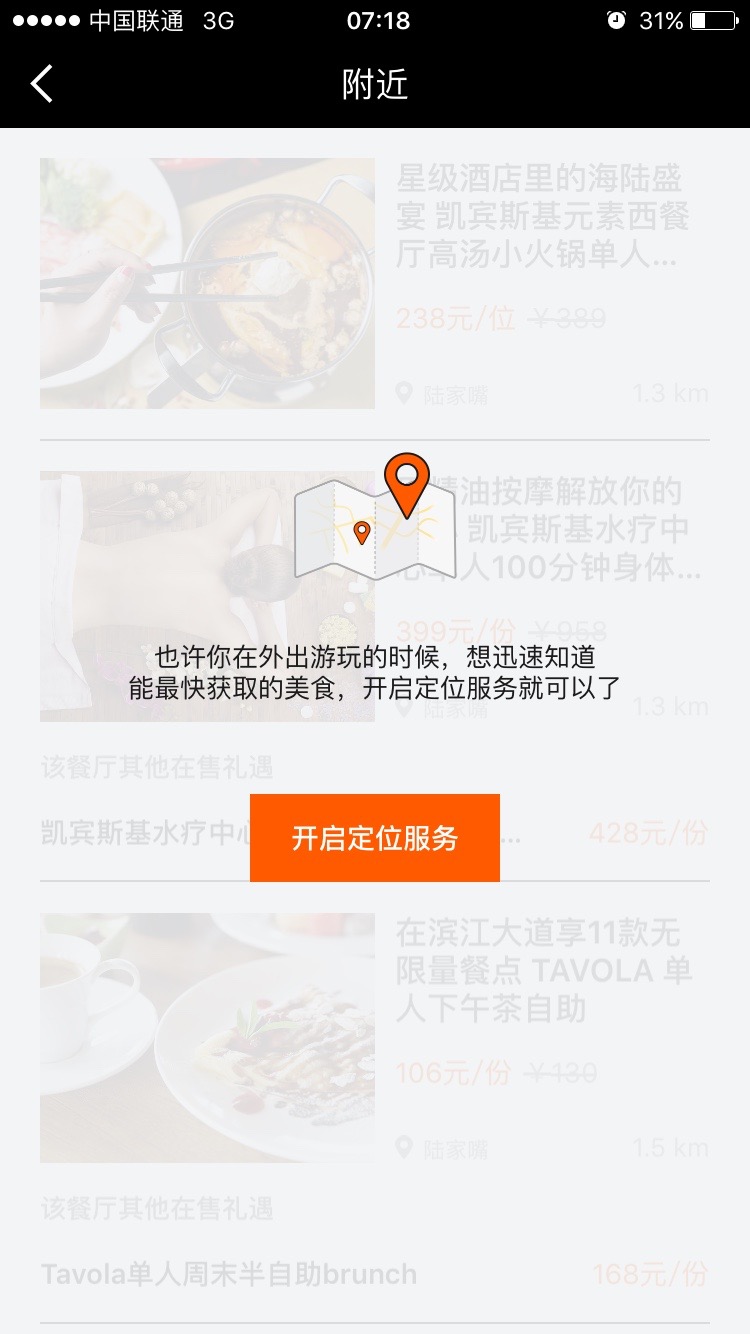 中国联通 3G 07:18 31%
附近
星级酒店里的海陆盛
宴 凯宾斯基元素西餐
厅高汤小火锅单人...
238元/位 ￥389
陆家嘴 1.3 km
精油按摩解放你的
凯宾斯基水疗中
心单人100分钟身体...
399元/份 ￥958
也许你在外出游玩的时候，想迅速知道
能最快获取的美食，开启定位服务就可以了
陆家嘴 1.3 km
该餐厅其他在售礼遇
凯宾斯基水疗中心 ... 428元/份
开启定位服务
在滨江大道享11款无
限量餐点 TAVOLA 单
人下午茶自助
106元/份 ￥130
陆家嘴 1.5 km
该餐厅其他在售礼遇
Tavola单人周末半自助brunch 168元/份